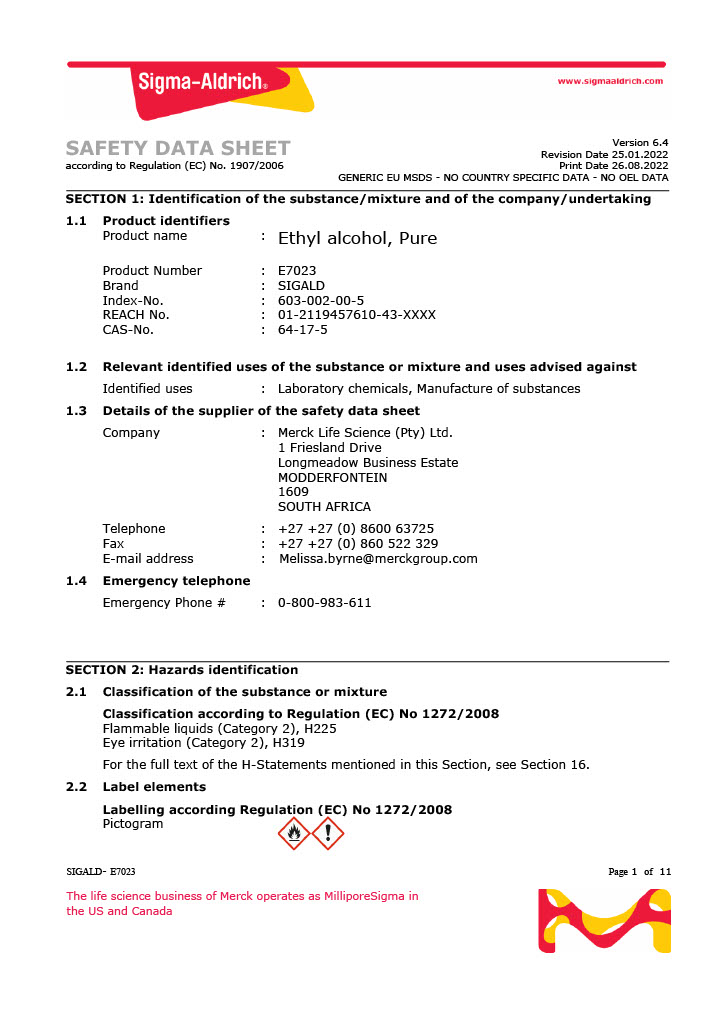 Sigma-Aldrich®
www.sigmaaldrich.com
SAFETY DATA SHEET
according to Regulation (EC) No. 1907/2006
Version 6.4
Revision Date 25.01.2022
Print Date 26.08.2022
GENERIC EU MSDS - NO COUNTRY SPECIFIC DATA - NO OEL DATA
SECTION 1: Identification of the substance/mixture and of the company/undertaking
1.1 Product identifiers
Product name : Ethyl alcohol, Pure
Product Number : E7023
Brand : SIGALD
Index-No. : 603-002-00-5
REACH No. : 01-2119457610-43-XXXX
CAS-No. : 64-17-5
1.2 Relevant identified uses of the substance or mixture and uses advised against
Identified uses : Laboratory chemicals, Manufacture of substances
1.3 Details of the supplier of the safety data sheet
Company : Merck Life Science (Pty) Ltd.
1 Friesland Drive
Longmeadow Business Estate
MODDERFONTEIN
1609
SOUTH AFRICA
Telephone : +27 +27 (0) 8600 63725
Fax : +27 +27 (0) 860 522 329
E-mail address : Melissa.byrne@merckgroup.com
1.4 Emergency telephone
Emergency Phone # : 0-800-983-611
SECTION 2: Hazards identification
2.1 Classification of the substance or mixture
Classification according to Regulation (EC) No 1272/2008
Flammable liquids (Category 2), H225
Eye irritation (Category 2), H319
For the full text of the H-Statements mentioned in this Section, see Section 16.
2.2 Label elements
Labelling according Regulation (EC) No 1272/2008
Pictogram
SIGALD- E7023
Page 1 of 11
The life science business of Merck operates as MilliporeSigma in
the US and Canada